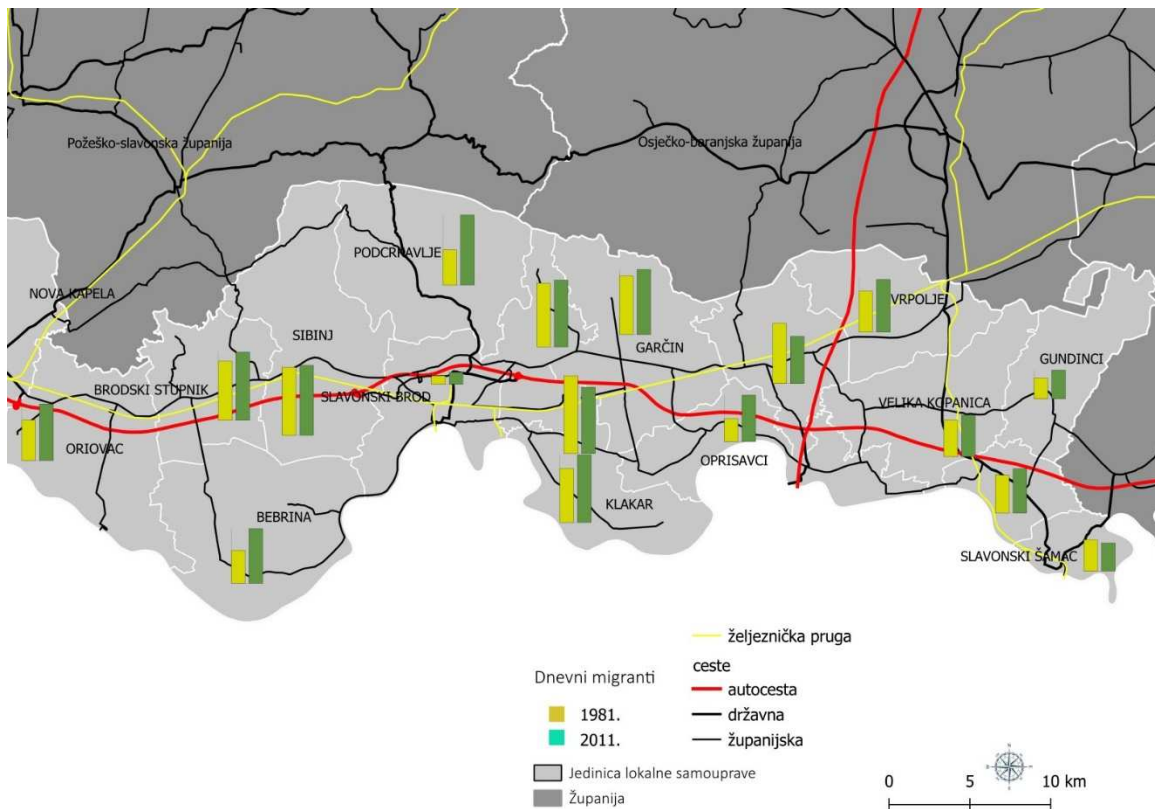 Požeško-slavonska županija
Osječko-baranjska županija
PODCRKAVLJE
NOVA KAPELA
VRPOLJE
SIBINJ
GARČIN
GUNDINCI
BRODSKI STUPNIK
SLAVONSKI BROD
VELIKA KOPANICA
ORIOVAC
OPRISAVCI
KLAKAR
BEBRINA
SLAVONSKI ŠAMAC
željeznička pruga
ceste
Dnevni migranti
autocesta
1981.
državna
2011.
županijska
Jedinica lokalne samouprave
Županija
0 5 10 km